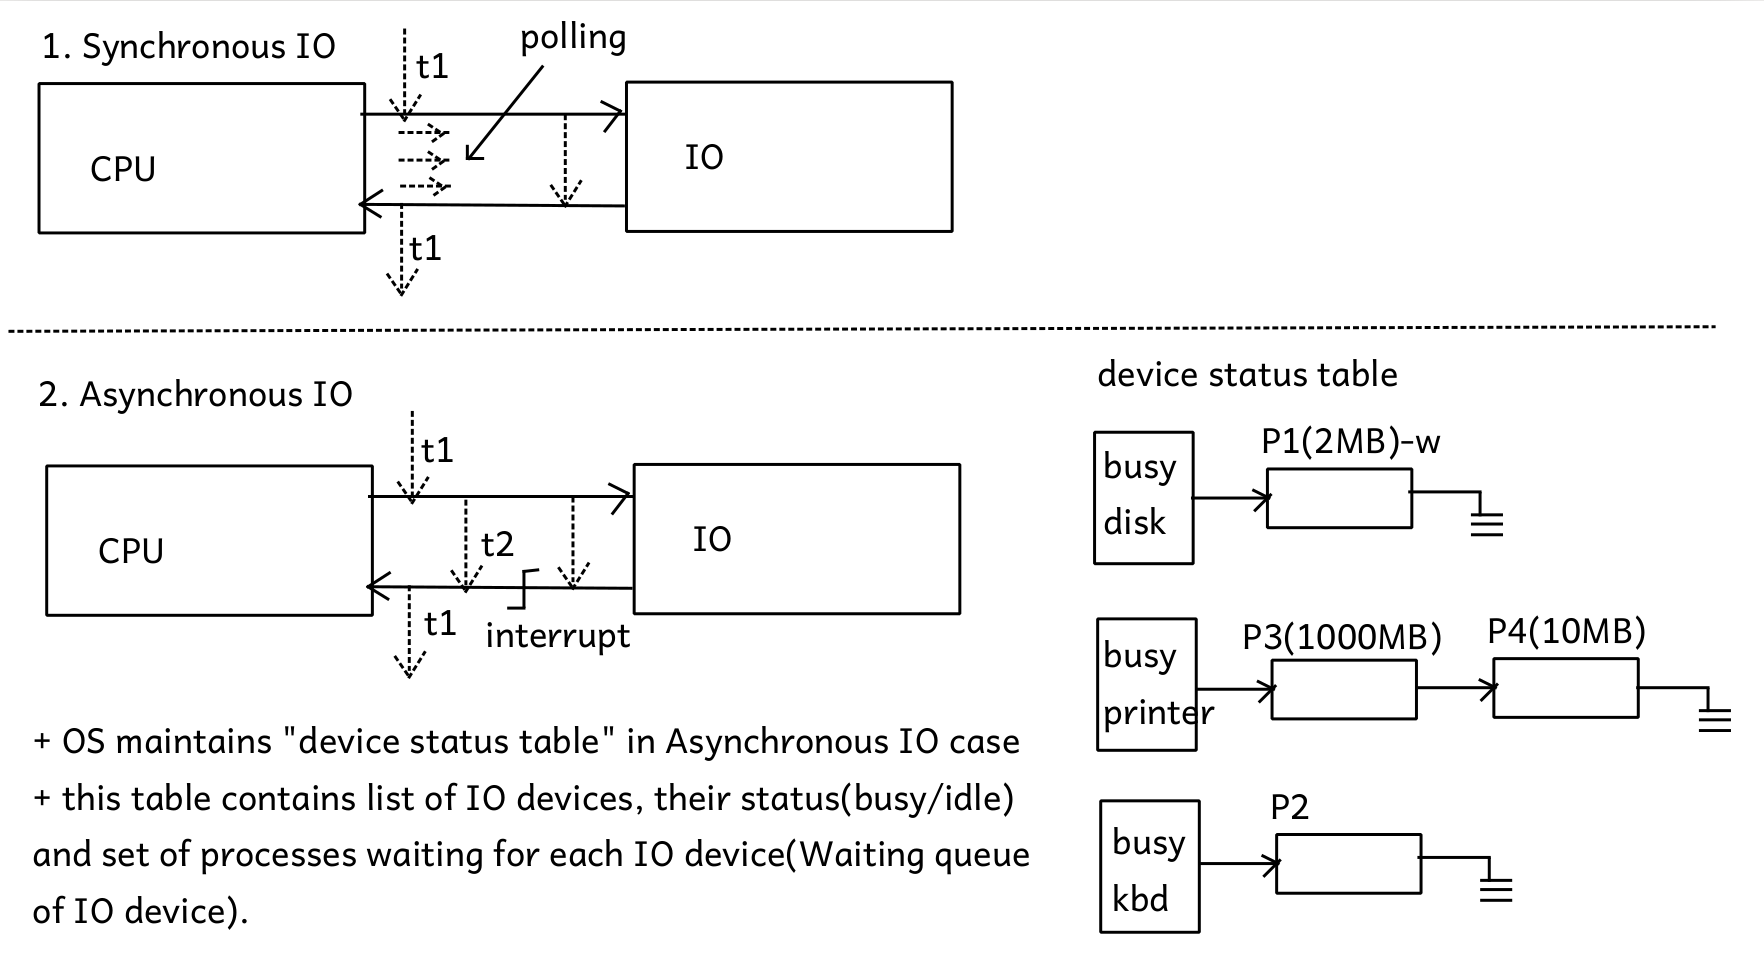 1. Synchronous IO
polling
t1
CPU
IO
t1
2. Asynchronous IO
t1
CPU
t2
IO
t1
interrupt
+ OS maintains "device status table" in Asynchronous IO case
+ this table contains list of IO devices, their status(busy/idle)
and set of processes waiting for each IO device(Waiting queue
of IO device).
device status table
busy
disk
P1(2MB)-w
busy
printer
P3(1000MB)
P4(10MB)
busy
kbd
P2